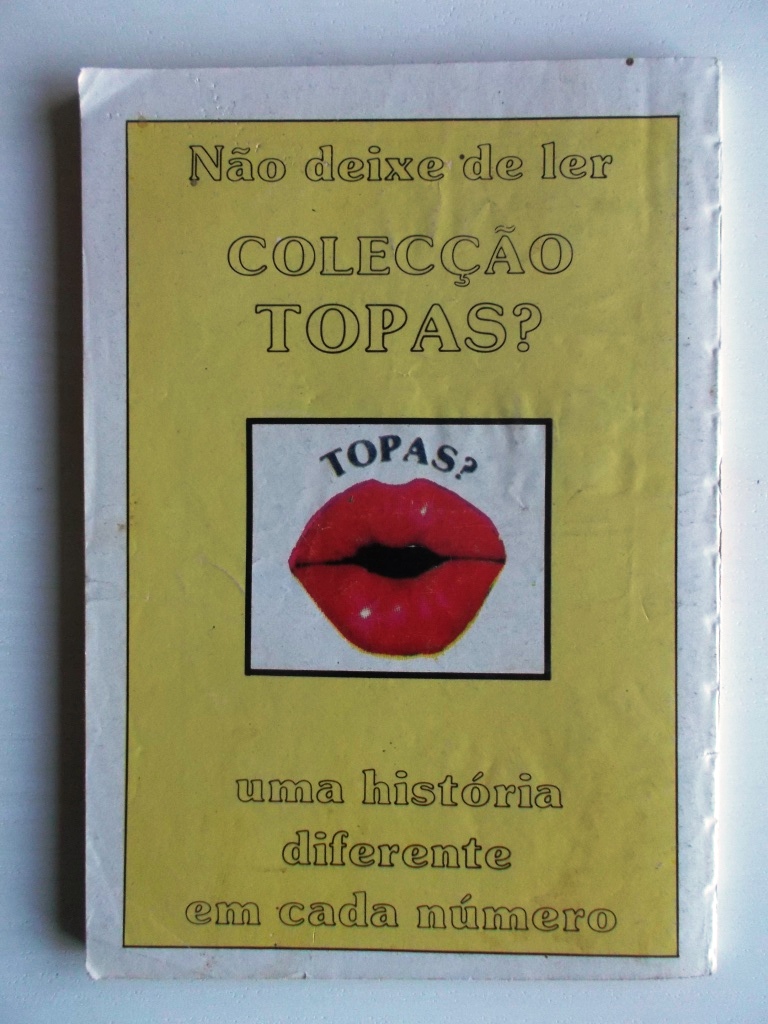 Não deixe de ler
COLECÇÃO
TOPAS?
TOPAS?
uma história
diferente
em cada número